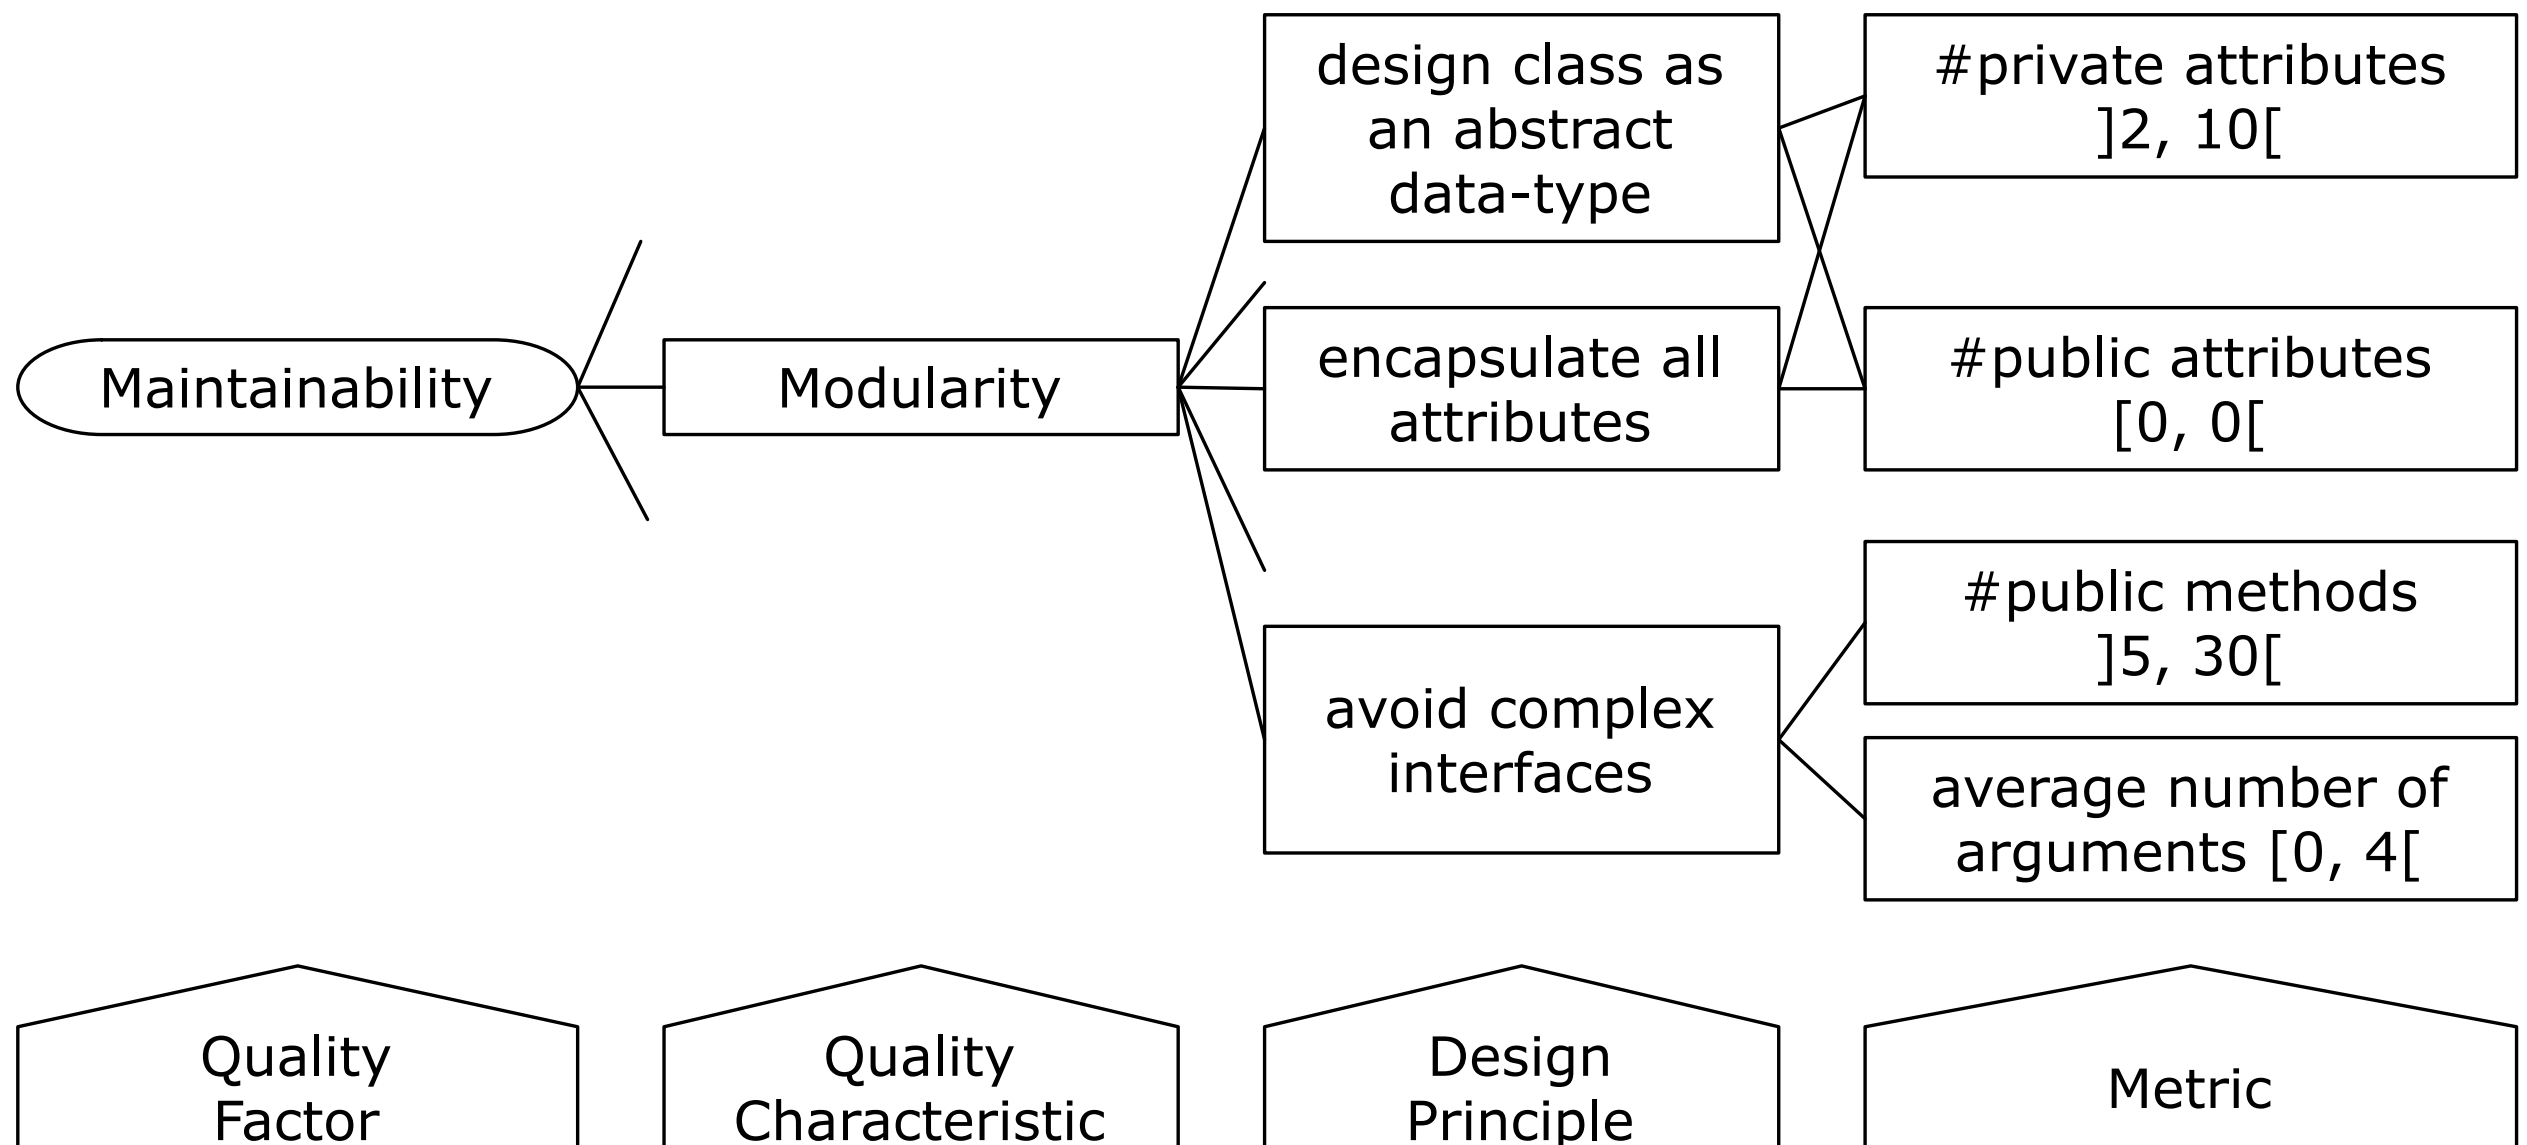 design class as
an abstract
data-type
#private attributes
]2, 10[
Maintainability
Modularity
encapsulate all
attributes
#public attributes
[0, 0[
#public methods
]5, 30[
avoid complex
interfaces
average number of
arguments [0, 4[
Quality
Factor
Quality
Characteristic
Design
Principle
Metric